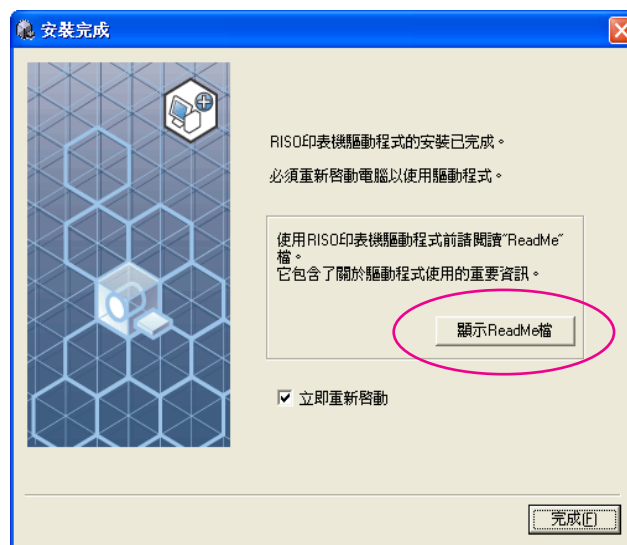 安裝完成
RISO印表機驅動程式的安裝已完成。
必須重新啓動電腦以使用驅動程式。
使用RISO印表機驅動程式前請閱讀"ReadMe"
檔。
它包含了關於驅動程式使用的重要資訊。
顯示ReadMe檔
立即重新啓動
完成(F)